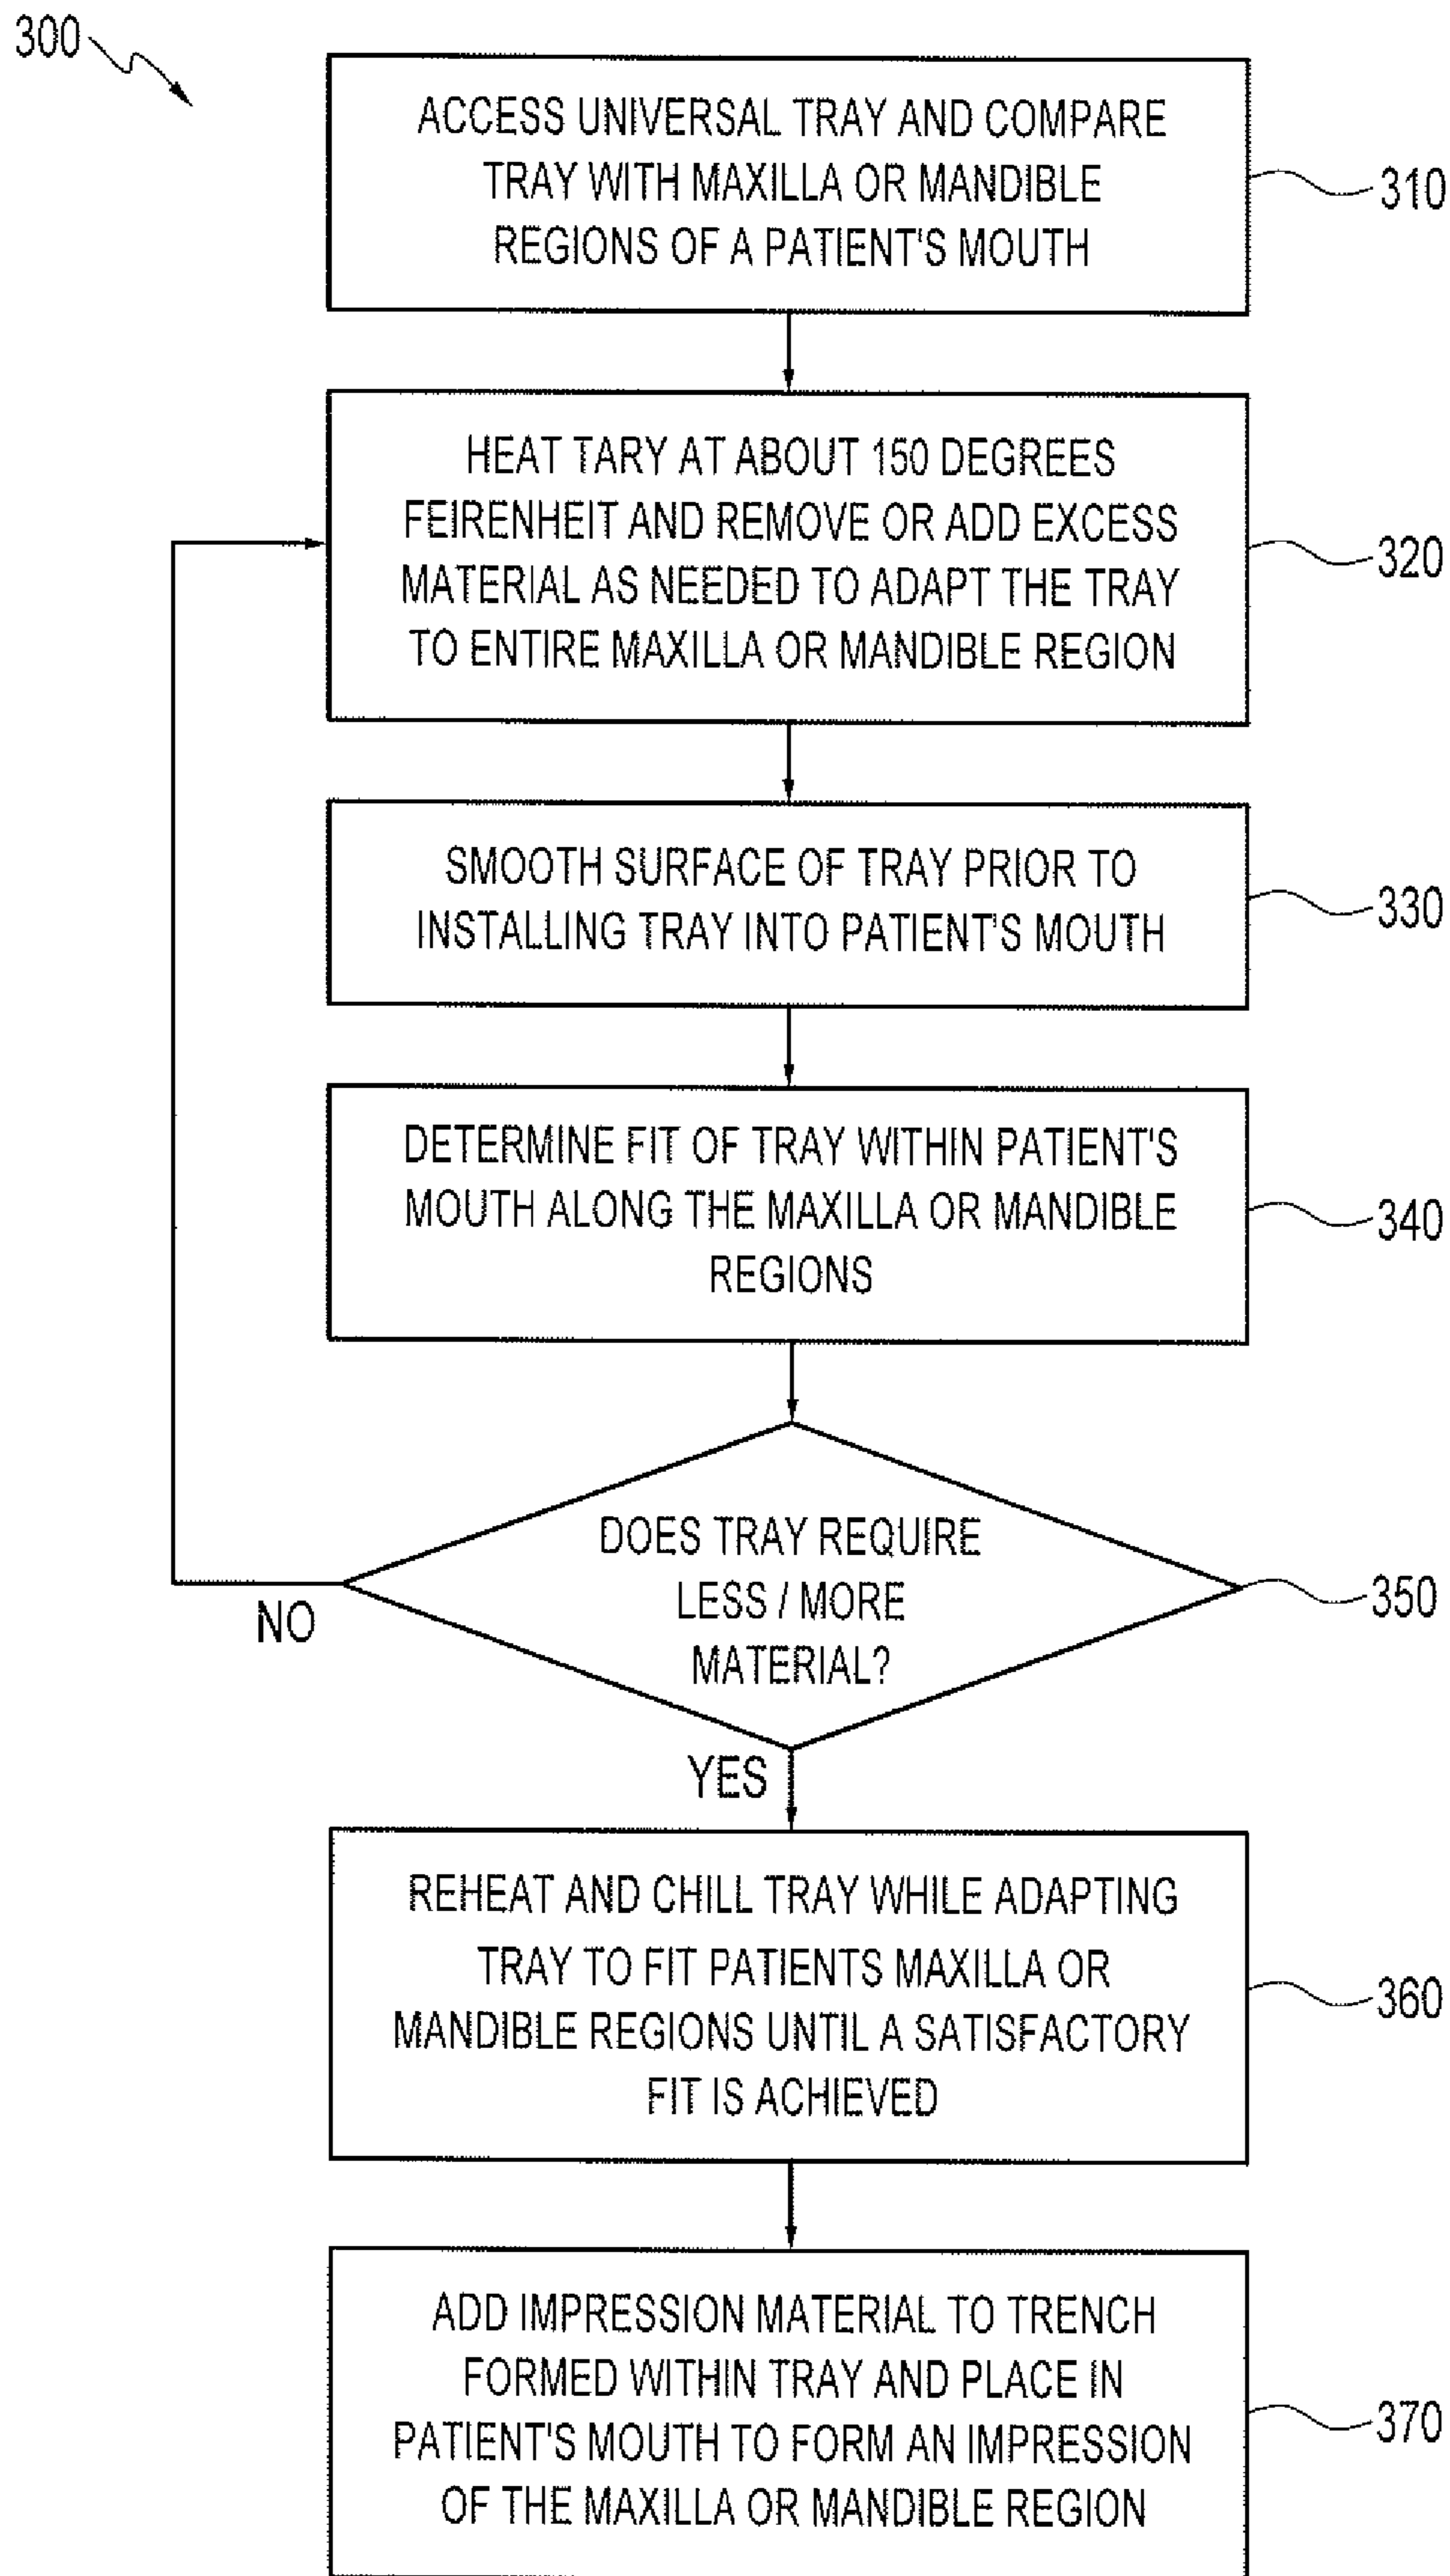 300
ACCESS UNIVERSAL TRAY AND COMPARE
TRAY WITH MAXILLA OR MANDIBLE
REGIONS OF A PATIENT'S MOUTH
310
HEAT TARY AT ABOUT 150 DEGREES
FEIRENHEIT AND REMOVE OR ADD EXCESS
MATERIAL AS NEEDED TO ADAPT THE TRAY
TO ENTIRE MAXILLA OR MANDIBLE REGION
320
SMOOTH SURFACE OF TRAY PRIOR TO
INSTALLING TRAY INTO PATIENT'S MOUTH
330
DETERMINE FIT OF TRAY WITHIN PATIENT'S
MOUTH ALONG THE MAXILLA OR MANDIBLE
REGIONS
340
DOES TRAY REQUIRE
LESS / MORE
MATERIAL?
350
NO
YES
REHEAT AND CHILL TRAY WHILE ADAPTING
TRAY TO FIT PATIENTS MAXILLA OR
MANDIBLE REGIONS UNTIL A SATISFACTORY
FIT IS ACHIEVED
360
ADD IMPRESSION MATERIAL TO TRENCH
FORMED WITHIN TRAY AND PLACE IN
PATIENT'S MOUTH TO FORM AN IMPRESSION
OF THE MAXILLA OR MANDIBLE REGION
370